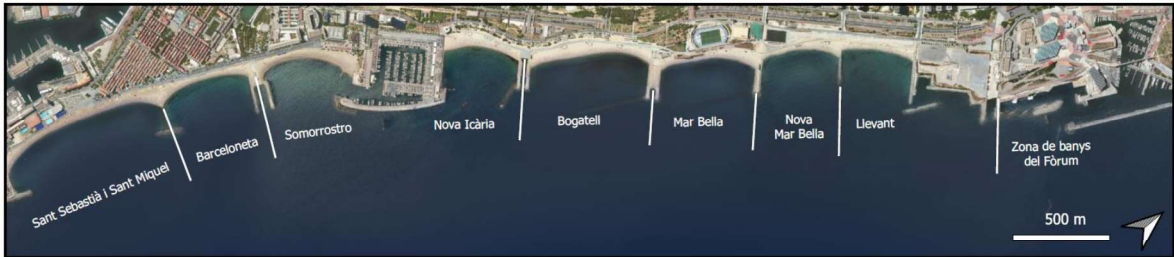 Sant Sebastià i Sant Miquel
Barceloneta
Somorrostro
Nova Icària
Bogatell
Mar Bella
Nova
Mar Bella
Llevant
Zona de banys
del Fòrum
500 m